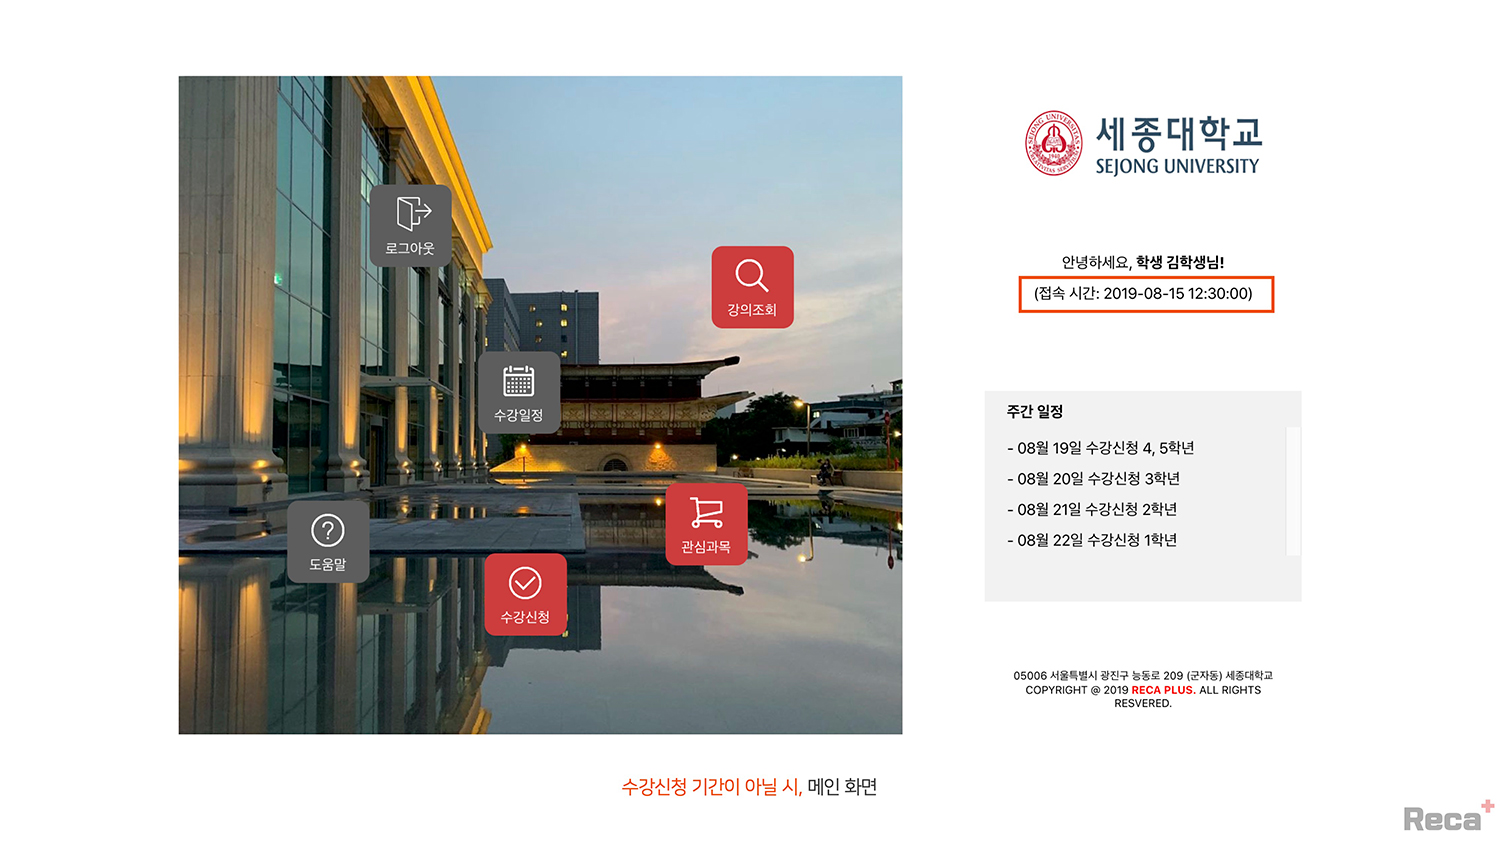 세종대학교
SEJONG UNIVERSITY
로그아웃
강의조회
수강일정
관심과목
도움말
수강신청
안녕하세요, 학생 김학생님!
(접속 시간: 2019-08-15 12:30:00)
주간 일정
- 08월 19일 수강신청 4, 5학년
- 08월 20일 수강신청 3학년
- 08월 21일 수강신청 2학년
- 08월 22일 수강신청 1학년
05006 서울특별시 광진구 능동로 209 (군자동) 세종대학교
COPYRIGHT @ 2019 RECA PLUS. ALL RIGHTS
RESVERED.
수강신청 기간이 아닐 시, 메인 화면
Reca+